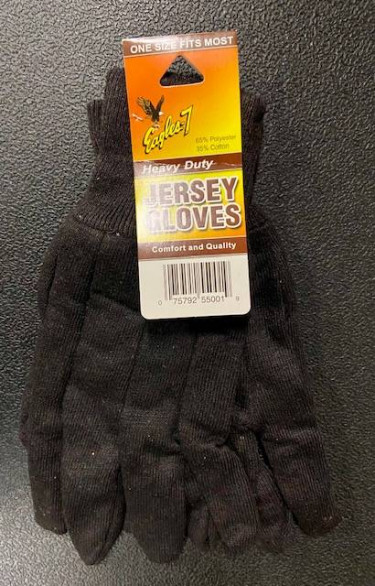 ONE SIZE FITS MOST
Eagles 7
65% Polyester
35% Cotton
Heavy Duty
JERSEY
GLOVES
Comfort and Quality
0 75792 55001 9